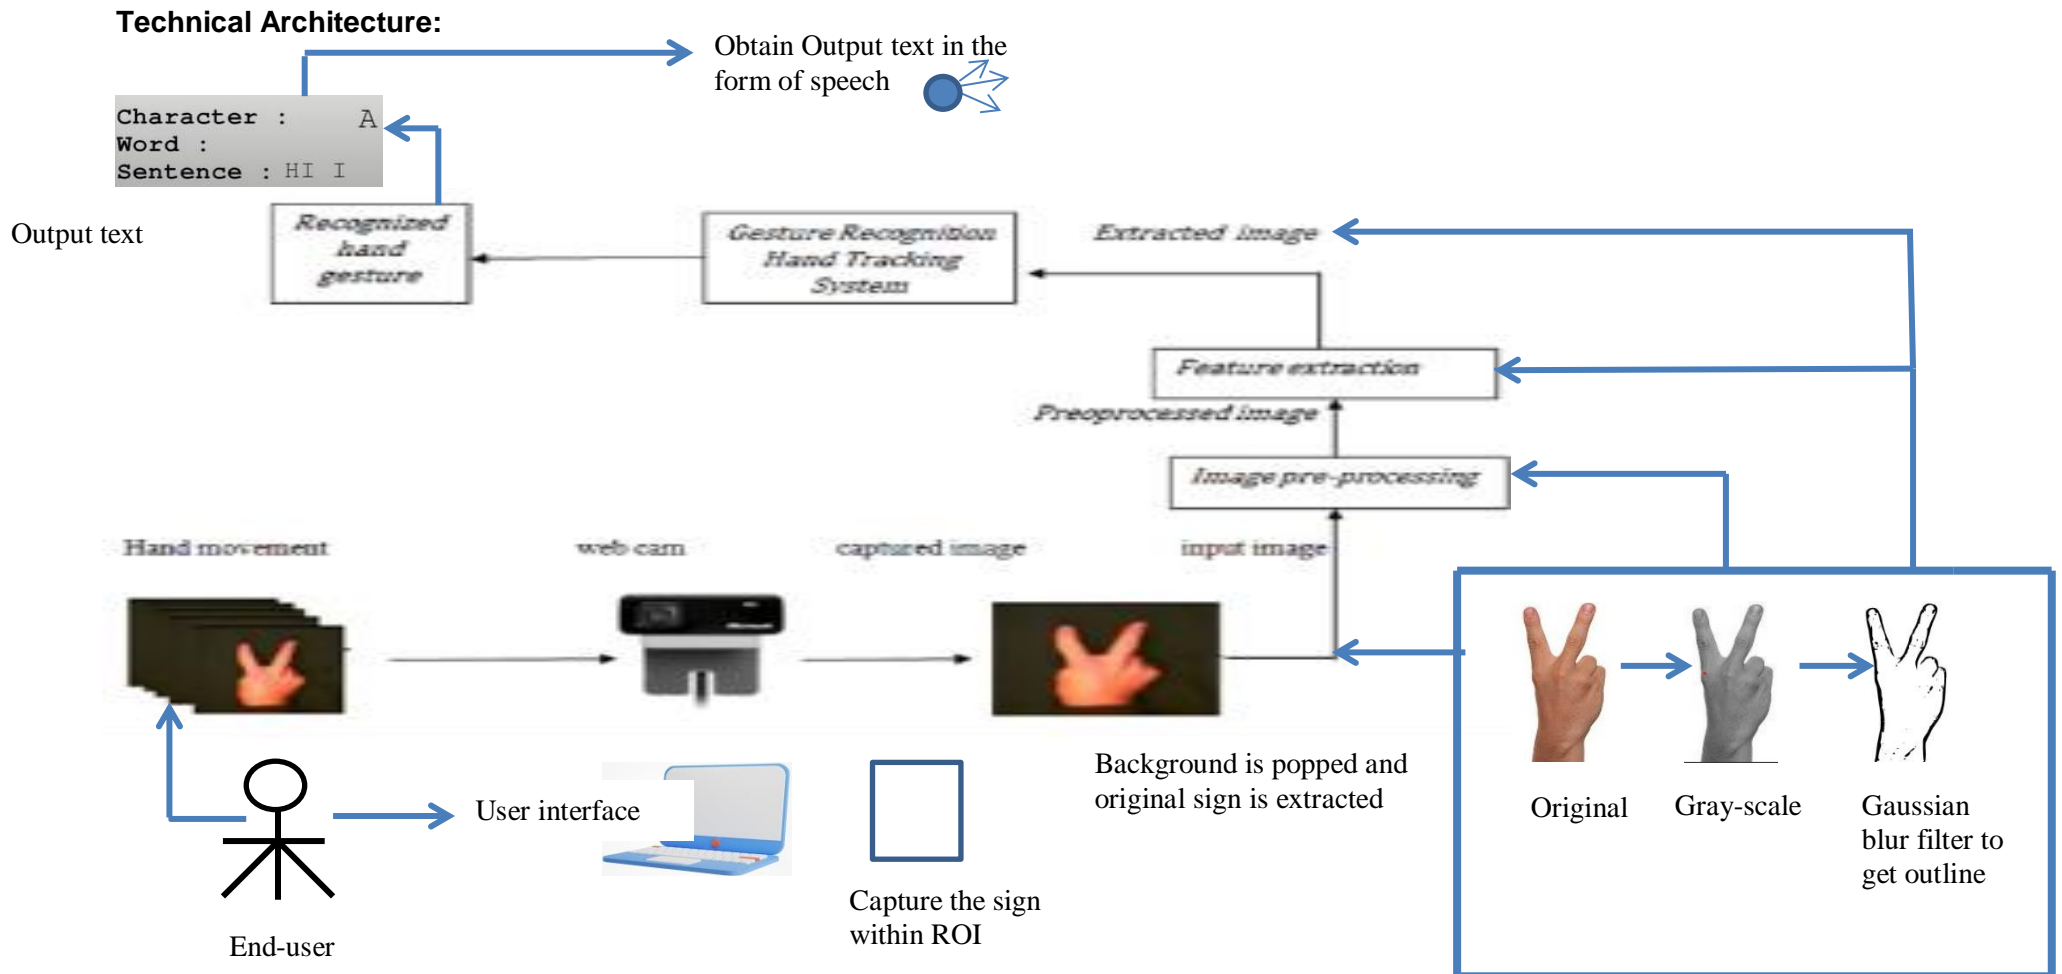 Technical Architecture:
Obtain Output text in the
form of speech
Character : A
Word :
Sentence : HI I
Output text
Recognized
hand
gesture
Gesture Recognition
Hand Tracking
System
Extracted image
Feature extraction
Preoprocessed image
Image pre-processing
Hand movement
web cam
captured image
input image
Background is popped and
original sign is extracted
Original
Gray-scale
Gaussian
blur filter to
get outline
User interface
Capture the sign
within ROI
End-user